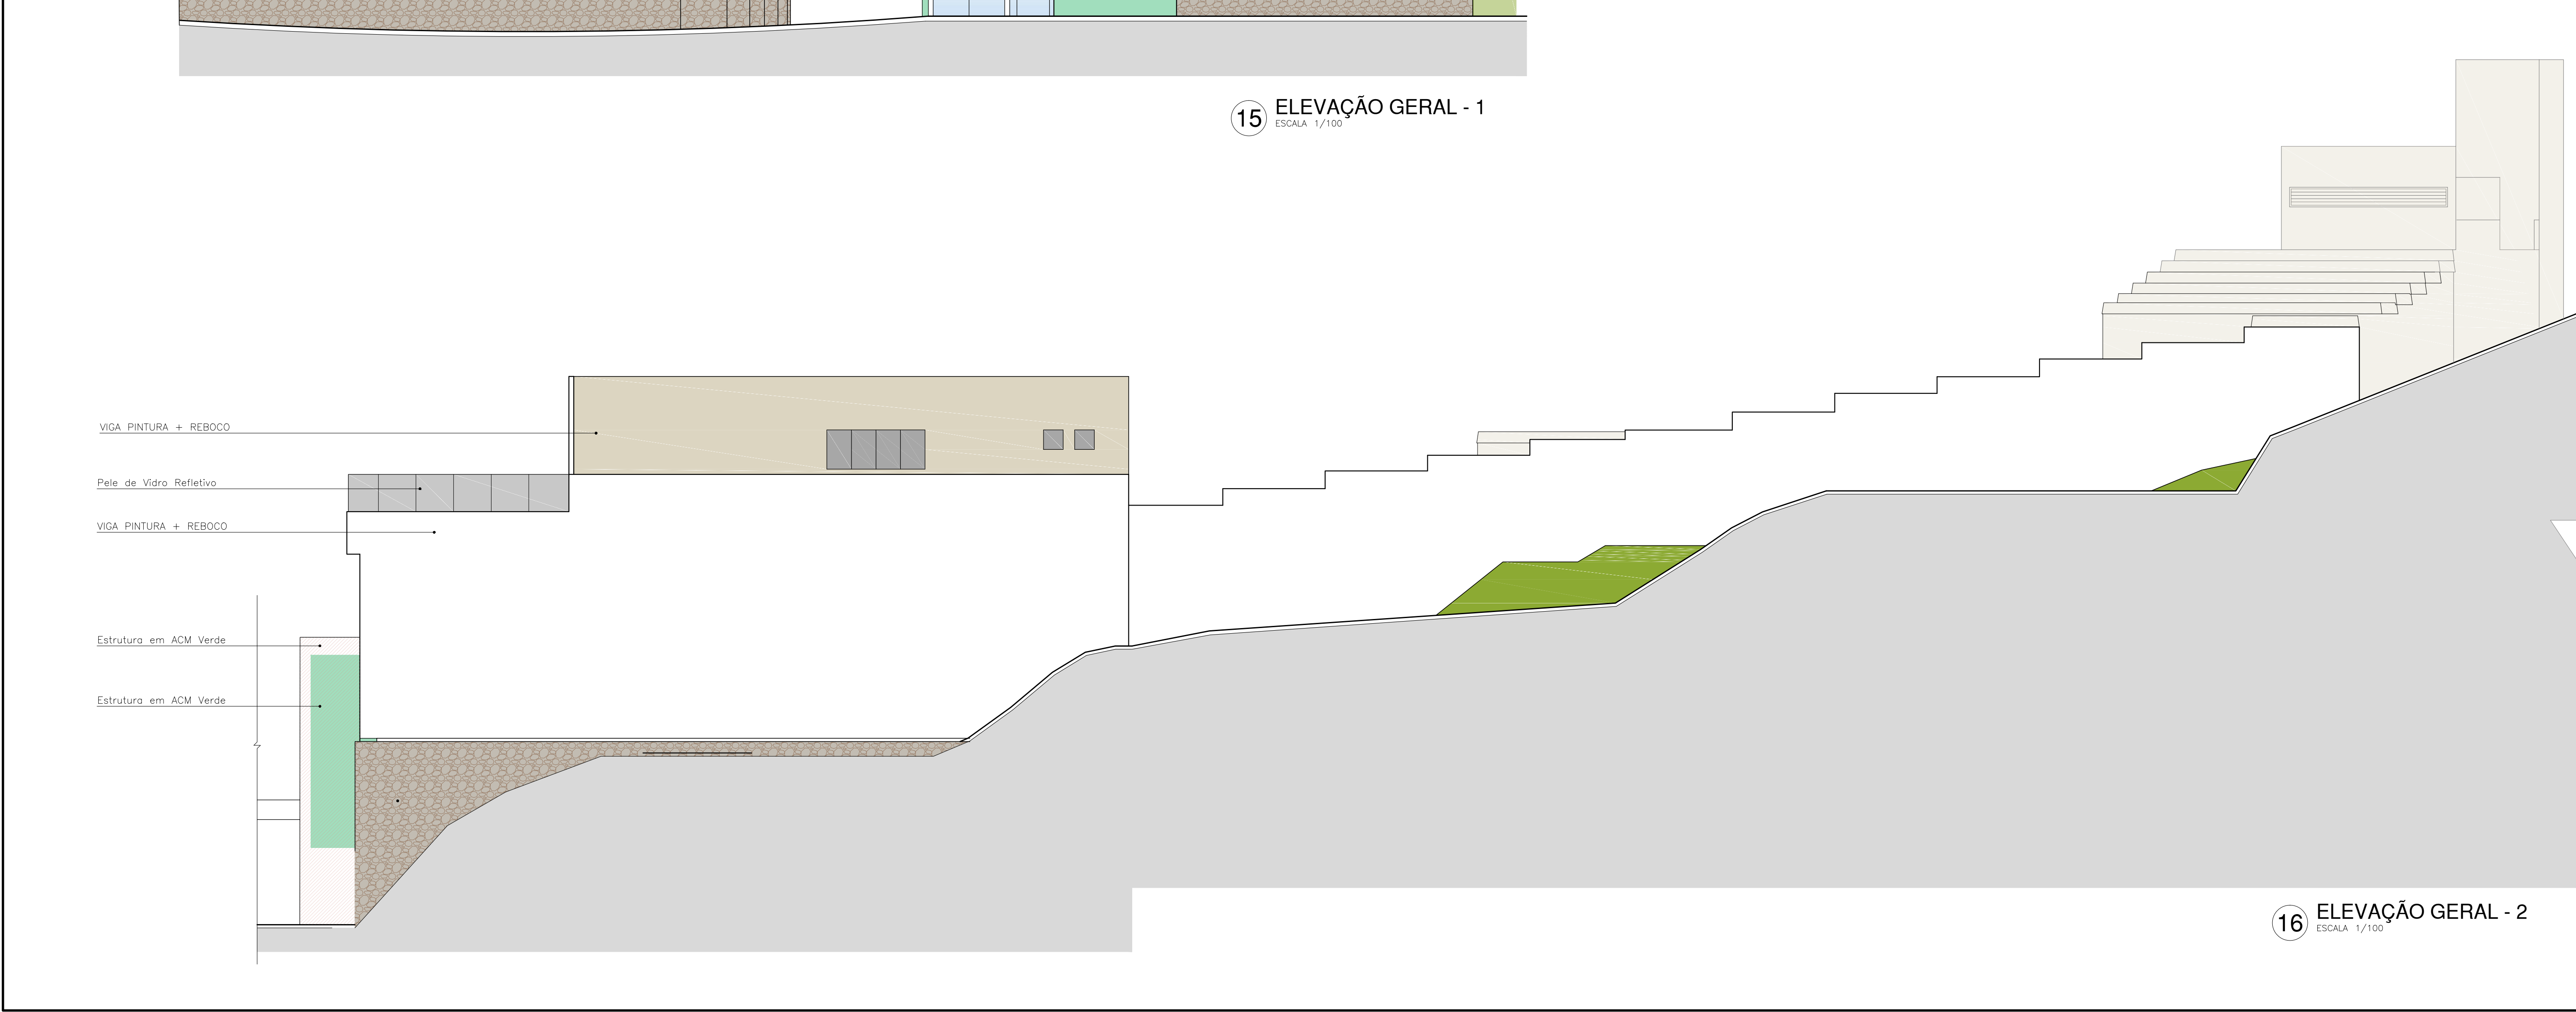 15 ELEVAÇÃO GERAL - 1
ESCALA 1/100
VIGA PINTURA + REBOCO
Pele de Vidro Refletivo
VIGA PINTURA + REBOCO
Estrutura em ACM Verde
Estrutura em ACM Verde
16 ELEVAÇÃO GERAL - 2
ESCALA 1/100